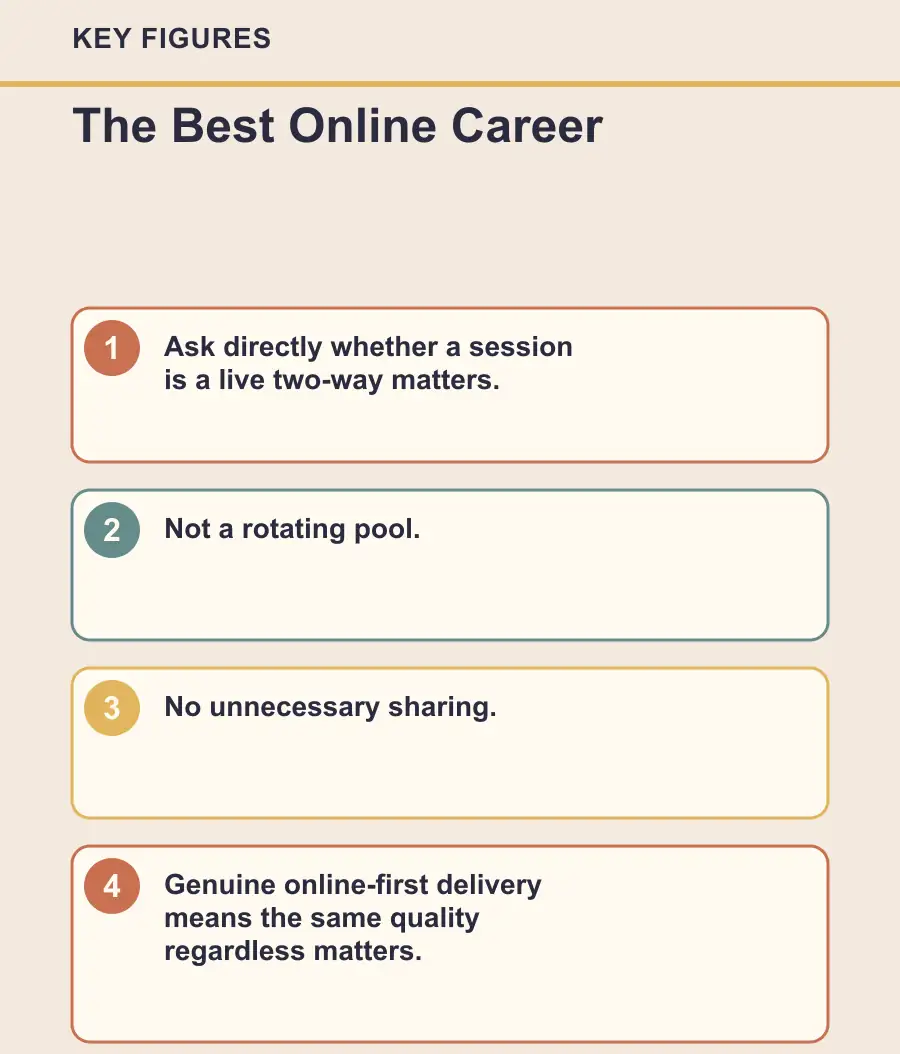 KEY FIGURES
The Best Online Career
1
Ask directly whether a session
is a live two-way matters.
2
Not a rotating pool.
3
No unnecessary sharing.
4
Genuine online-first delivery
means the same quality
regardless matters.